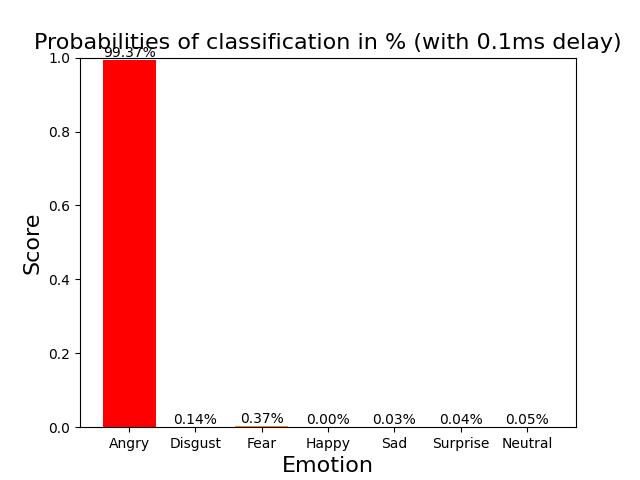 Probabilities of classification in % (with 0.1ms delay)
99.37%
1.0
0.8
0.6
0.4
0.2
0.0
Score
0.14%
0.37%
0.00%
0.03%
0.04%
0.05%
Angry
Disgust
Fear
Happy
Sad
Surprise
Neutral
Emotion